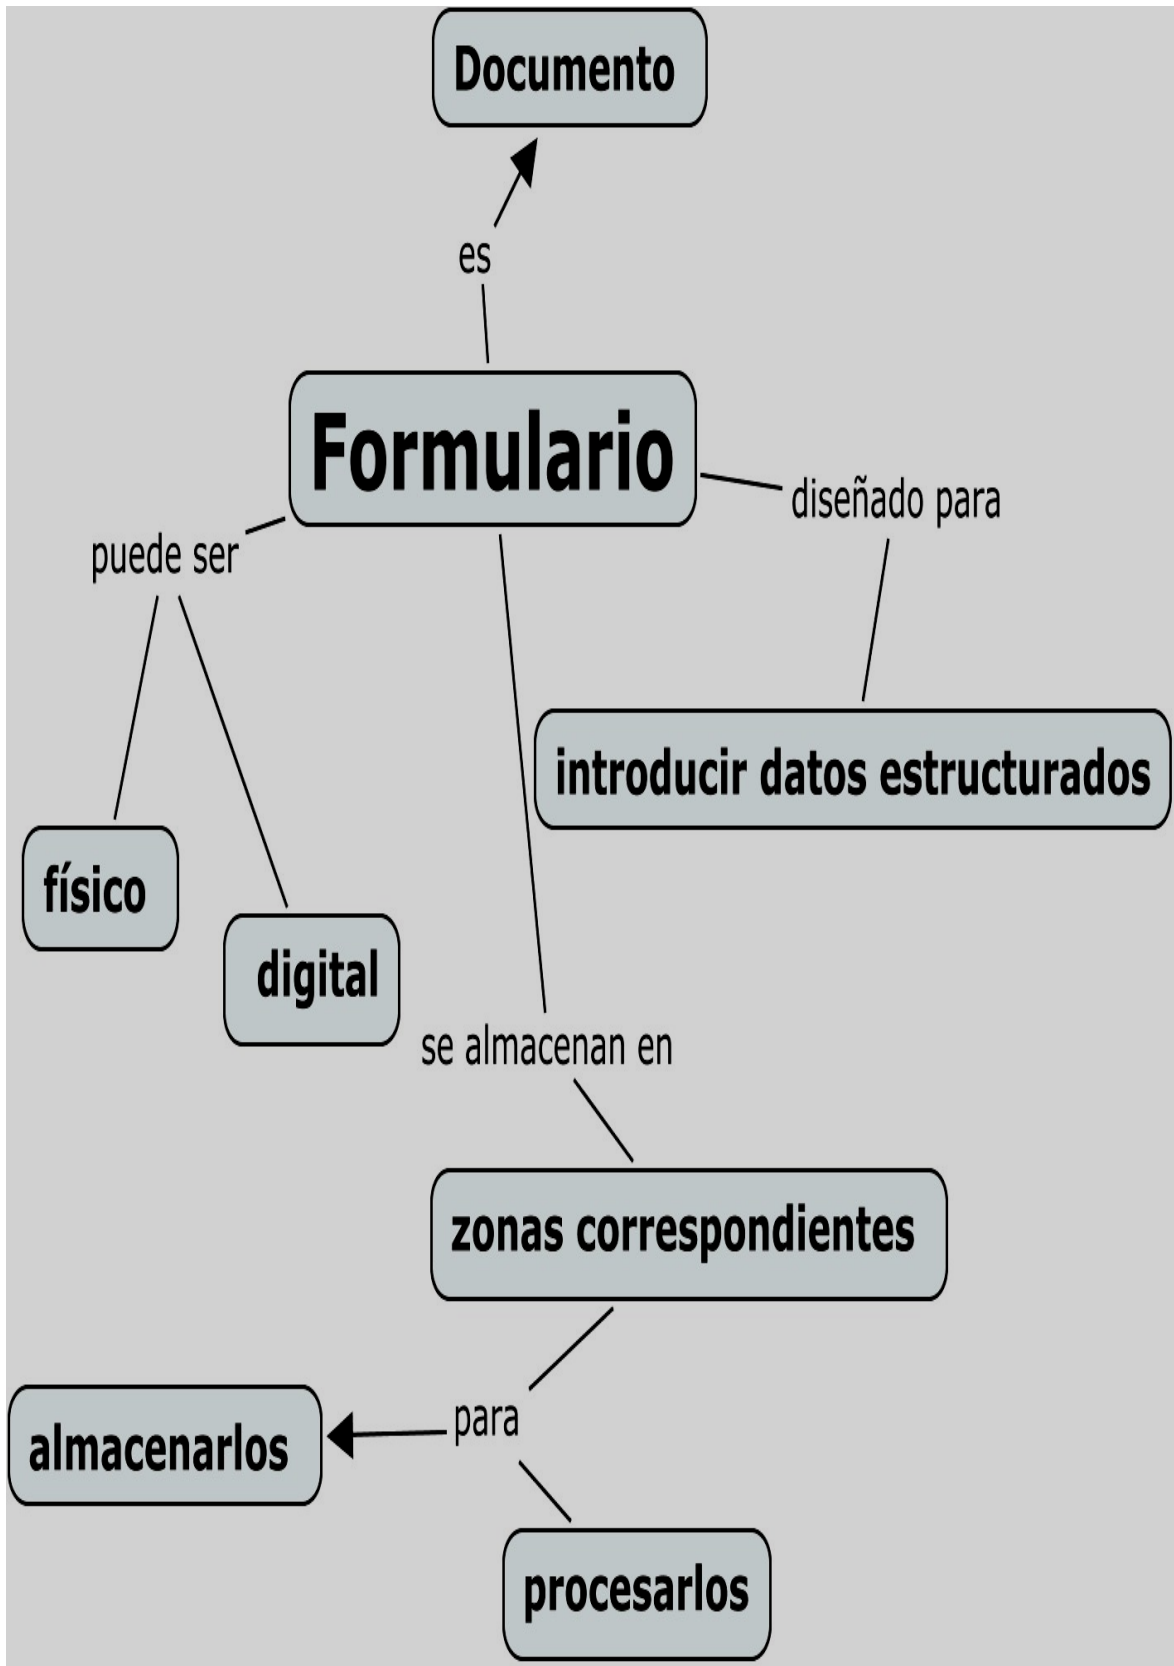 Documento
es
Formulario
diseñado para
puede ser
introducir datos estructurados
físico
digital
se almacenan en
zonas correspondientes
para
almacenarlos
procesarlos